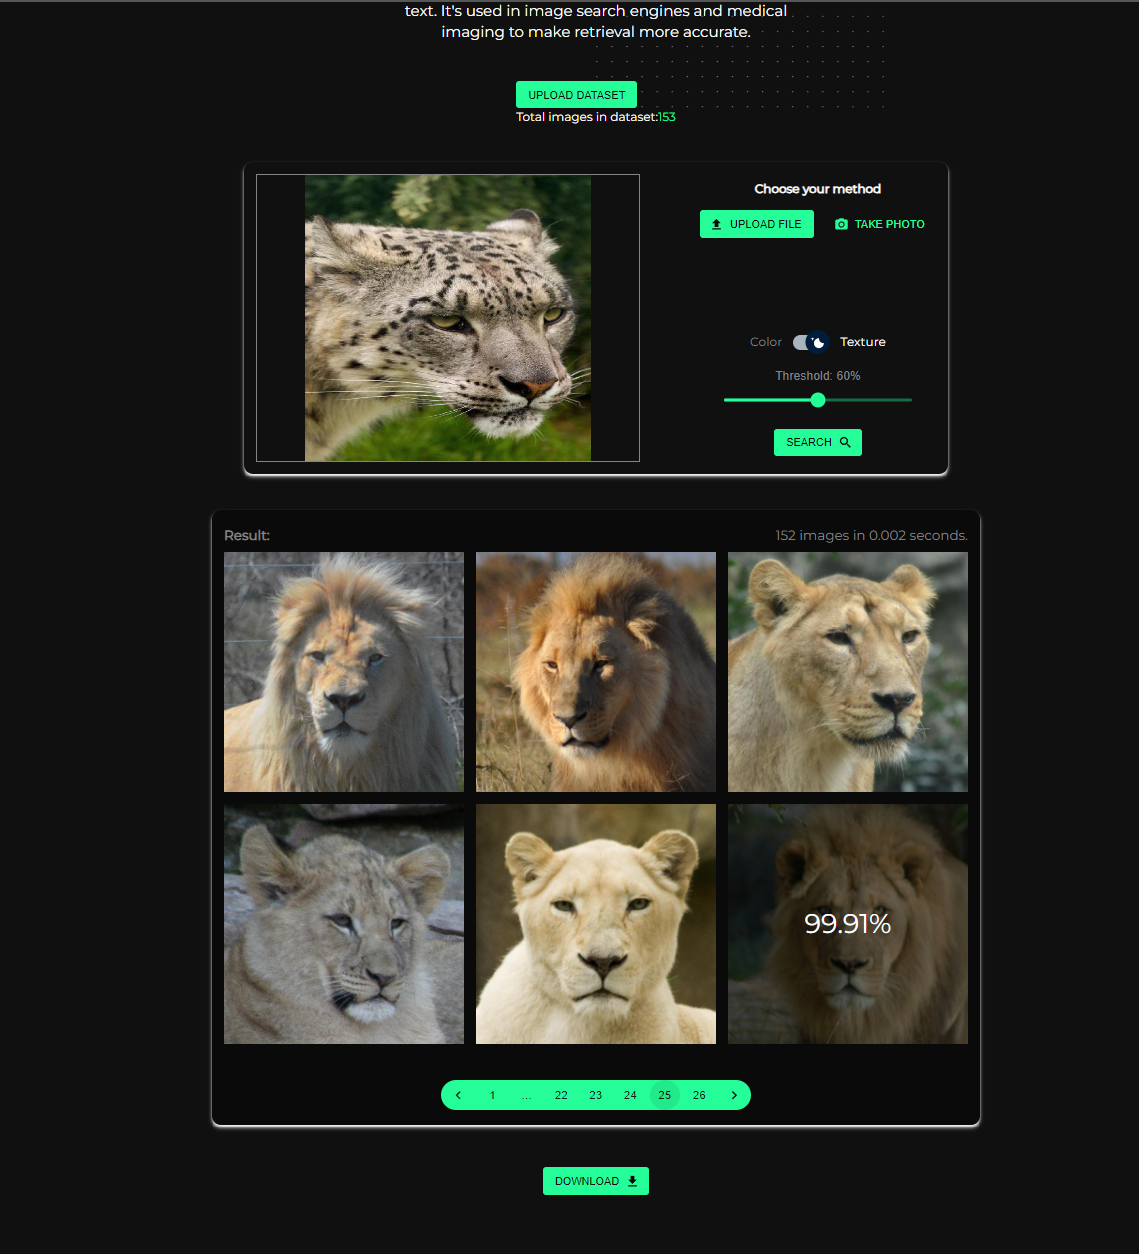 text. It's used in image search engines and medical
imaging to make retrieval more accurate.
UPLOAD DATASET
Total images in dataset:153
Choose your method
UPLOAD FILE TAKE PHOTO
Color Texture
Threshold: 60%
SEARCH
Result: 152 images in 0.002 seconds.
99.91%
1 ... 22 23 24 25 26
DOWNLOAD